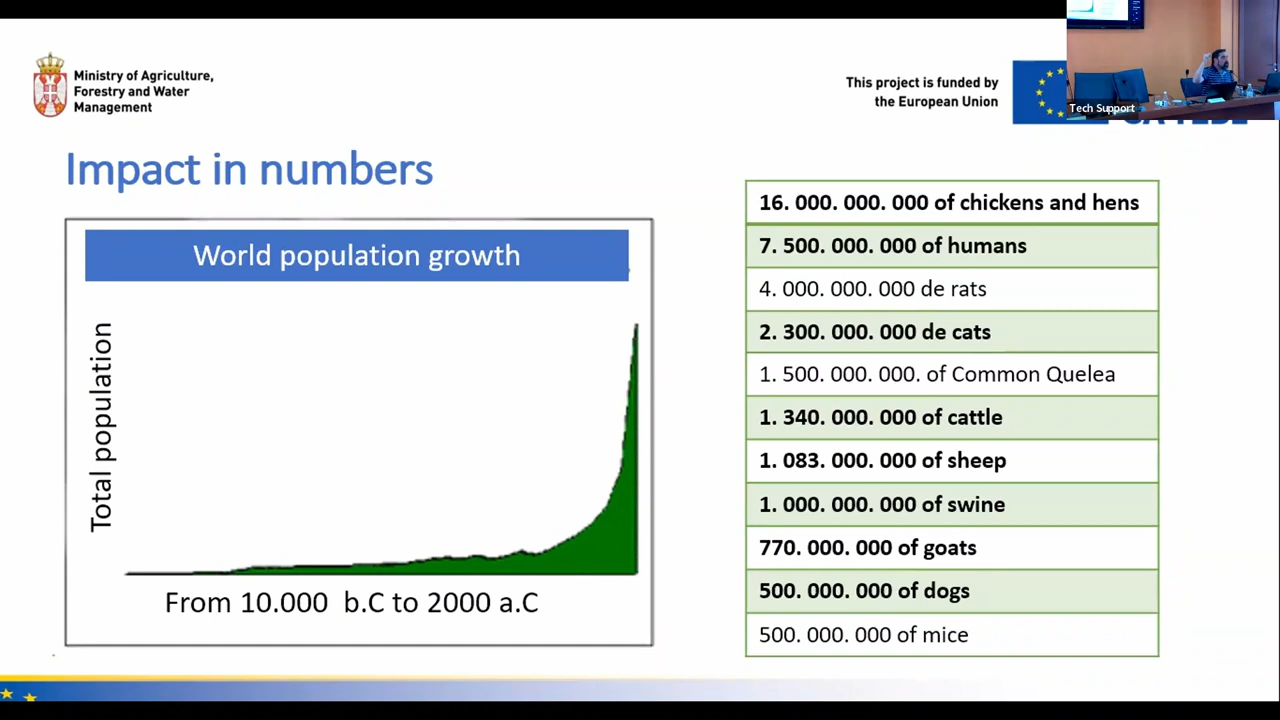 Ministry of Agriculture,
Forestry and Water
Management
This project is funded by
the European Union
Tech Support
Impact in numbers
World population growth
Total population
From 10.000 b.C to 2000 a.C
16. 000. 000. 000 of chickens and hens
7. 500. 000. 000 of humans
4. 000. 000. 000 de rats
2. 300. 000. 000 de cats
1. 500. 000. 000. of Common Quelea
1. 340. 000. 000 of cattle
1. 083. 000. 000 of sheep
1. 000. 000. 000 of swine
770. 000. 000 of goats
500. 000. 000 of dogs
500. 000. 000 of mice